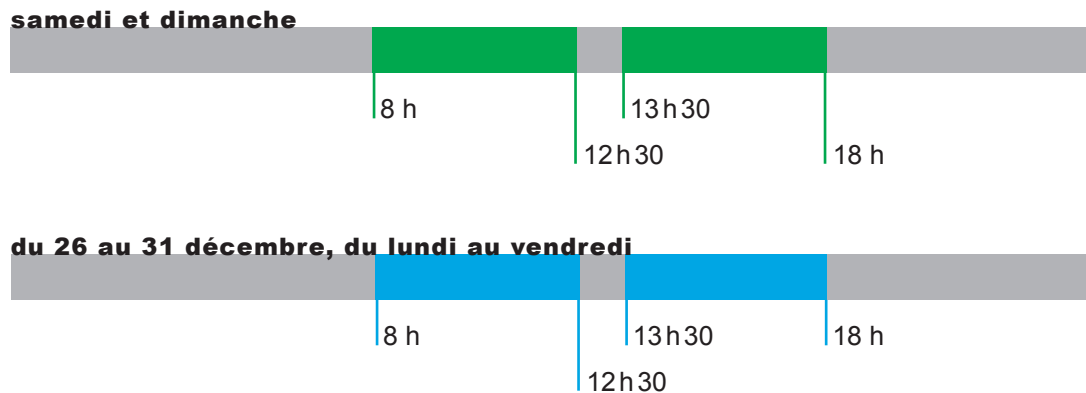 samedi et dimanche
8 h
13 h 30
12 h 30
18 h
du 26 au 31 décembre, du lundi au vendredi
8 h
13 h 30
18 h
12 h 30